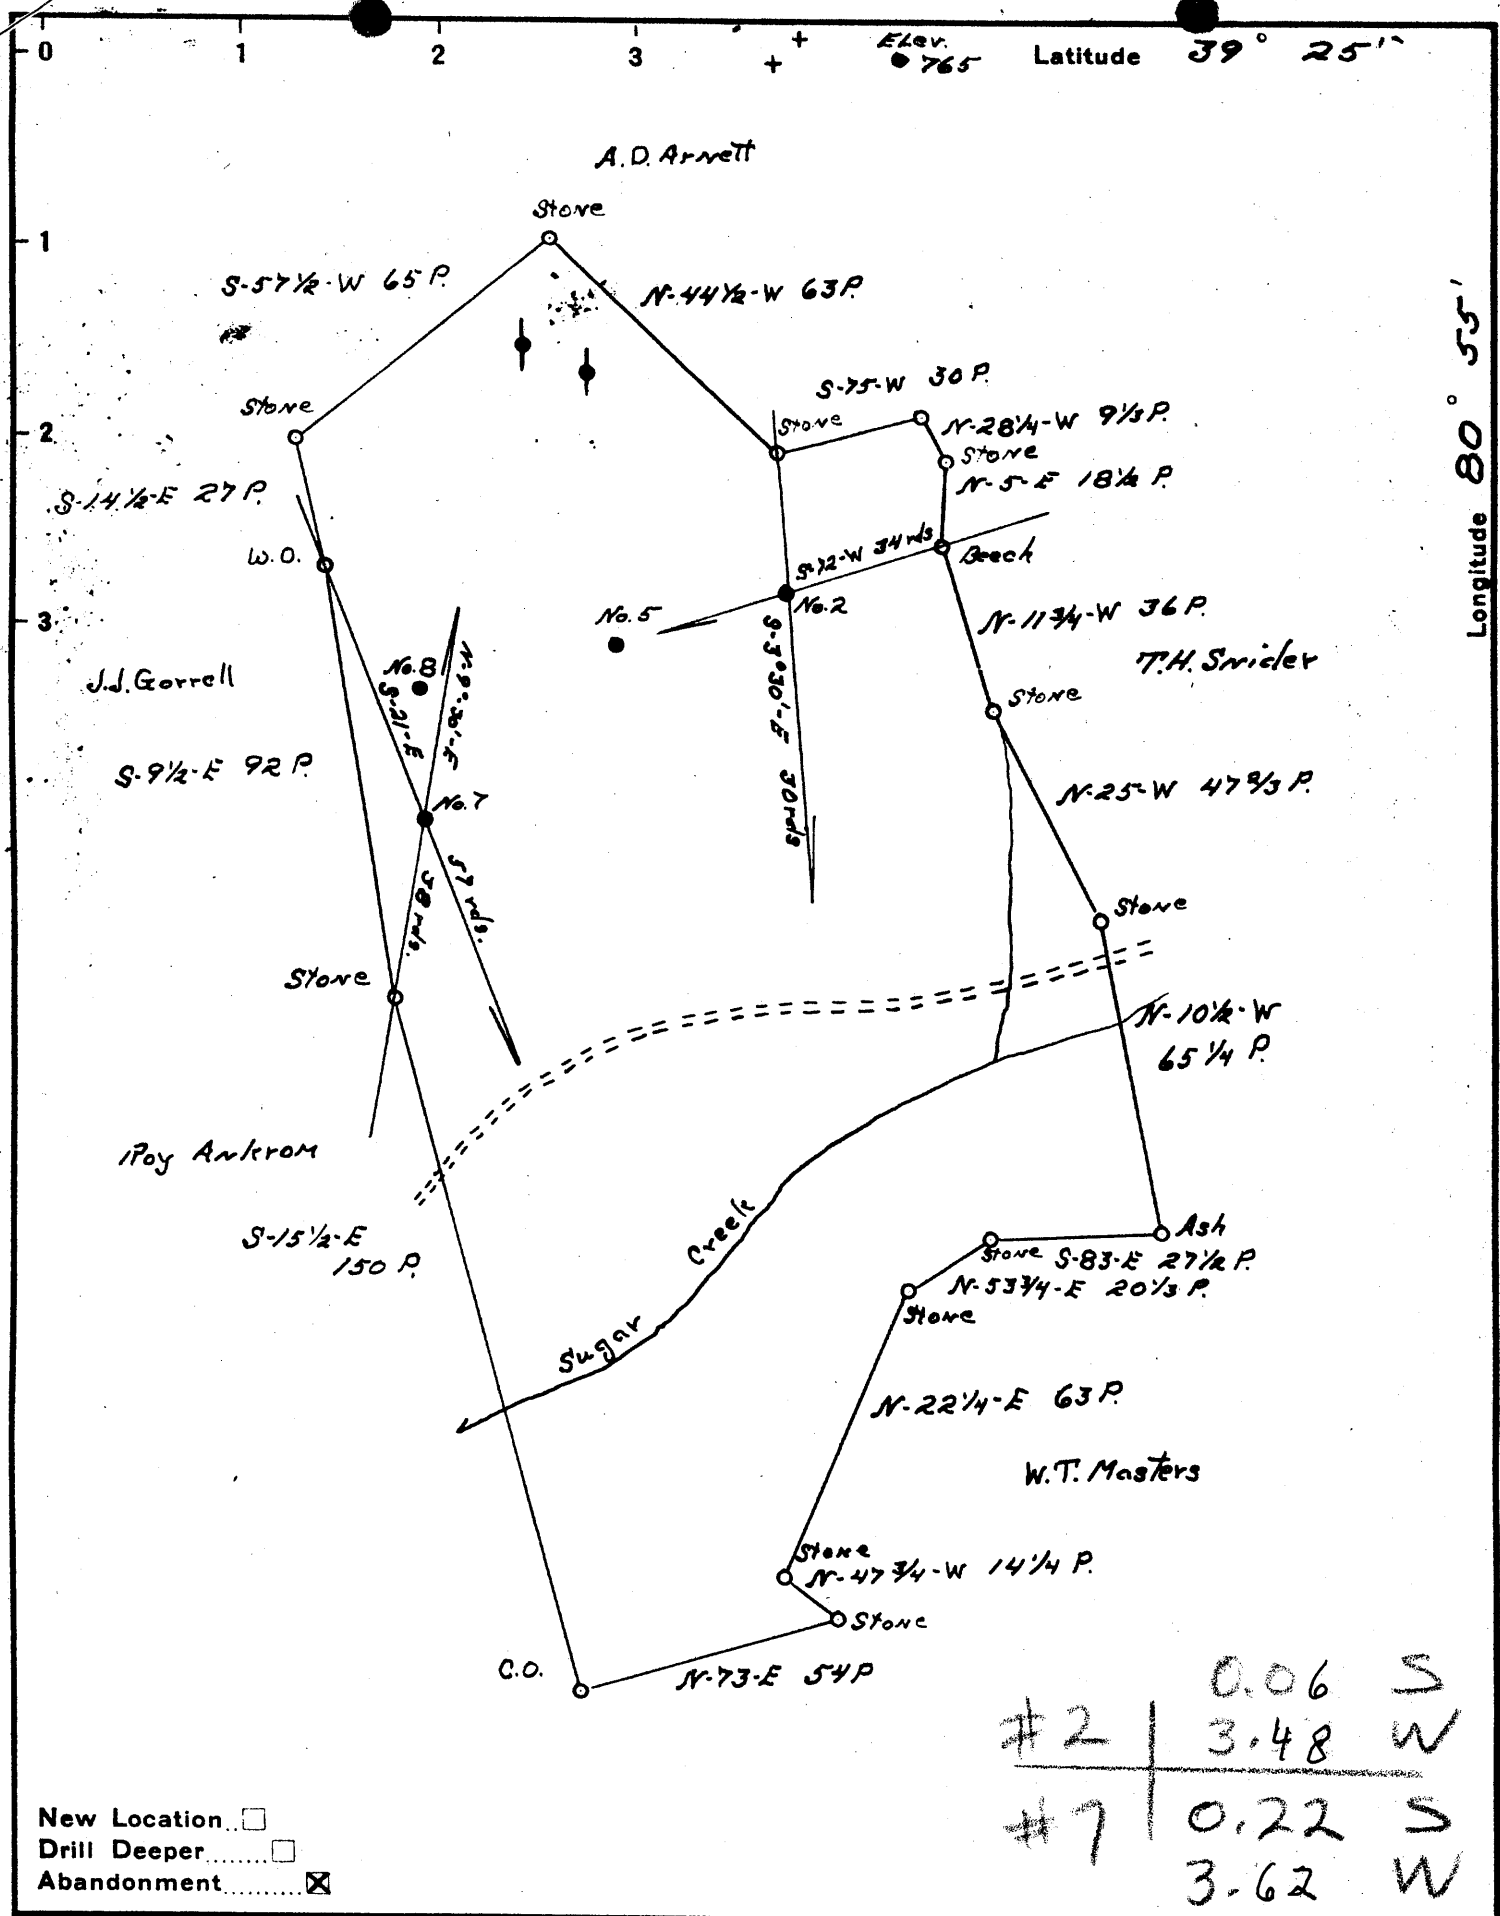 0 1 2 3
Elev.
765
Latitude 39° 25'
A.D. Arnett
Stone
1
S-57½-W 65 P.
N-44½-W 63P.
Longitude 80° 55'
S-75-W 30 P.
Stone
Stone
2
N-28¼-W 9⅓ P.
Stone
N-5-E 18½ P.
S-14½-E 27 P.
W.O.
S-72-W 34 rds
Beech
No.2
No. 5
3
N-11¾-W 36 P.
T.H. Snider
J.J. Gorrell
No. 8
S-21-E
57 rds.
N-9°-30'-E
38 rds.
S-3°30'-E 30 rds
Stone
S-9½-E 92 P.
N-25-W 47⅔ P.
No. 7
Stone
Stone
N-10½-W
65¼ P.
Roy Ankrom
S-15½-E
150 P.
Sugar Creek
Ash
Stone S-83-E 27½ P.
N-53¾-E 20⅓ P.
Stone
N-22¼-E 63 P.
W.T. Masters
Stone
N-47¾-W 14¼ P.
Stone
C.O.
N-73-E 54 P
#2 0.06 S
3.48 W
#7 0.22 S
3.62 W
New Location..☐
Drill Deeper.......☐
Abandonment..........☒